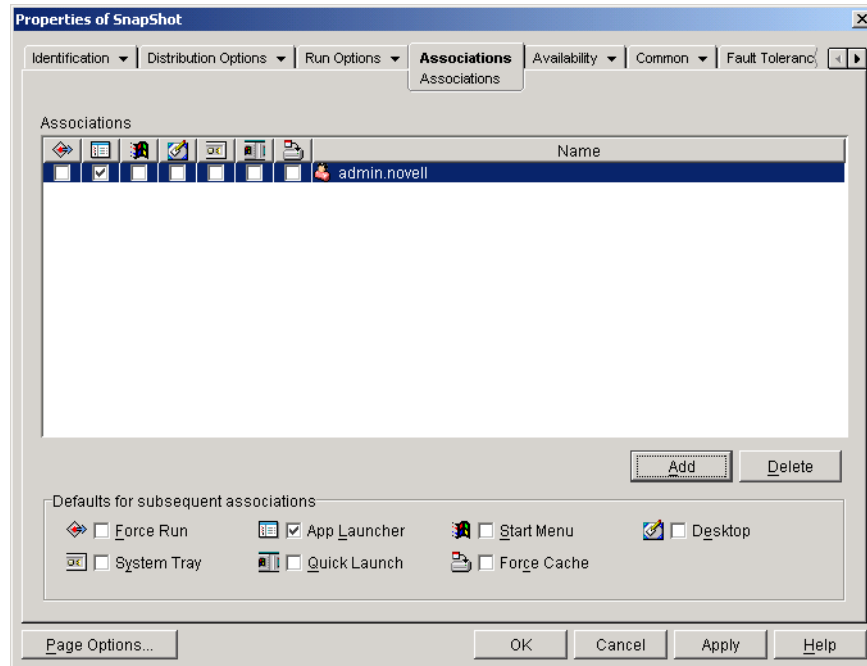 Properties of SnapShot
Identification Distribution Options Run Options Associations Availability Common Fault Toleranc
Associations
Associations
Name
admin.novell
Add Delete
Defaults for subsequent associations
Force Run App Launcher Start Menu Desktop
System Tray Quick Launch Force Cache
Page Options... OK Cancel Apply Help